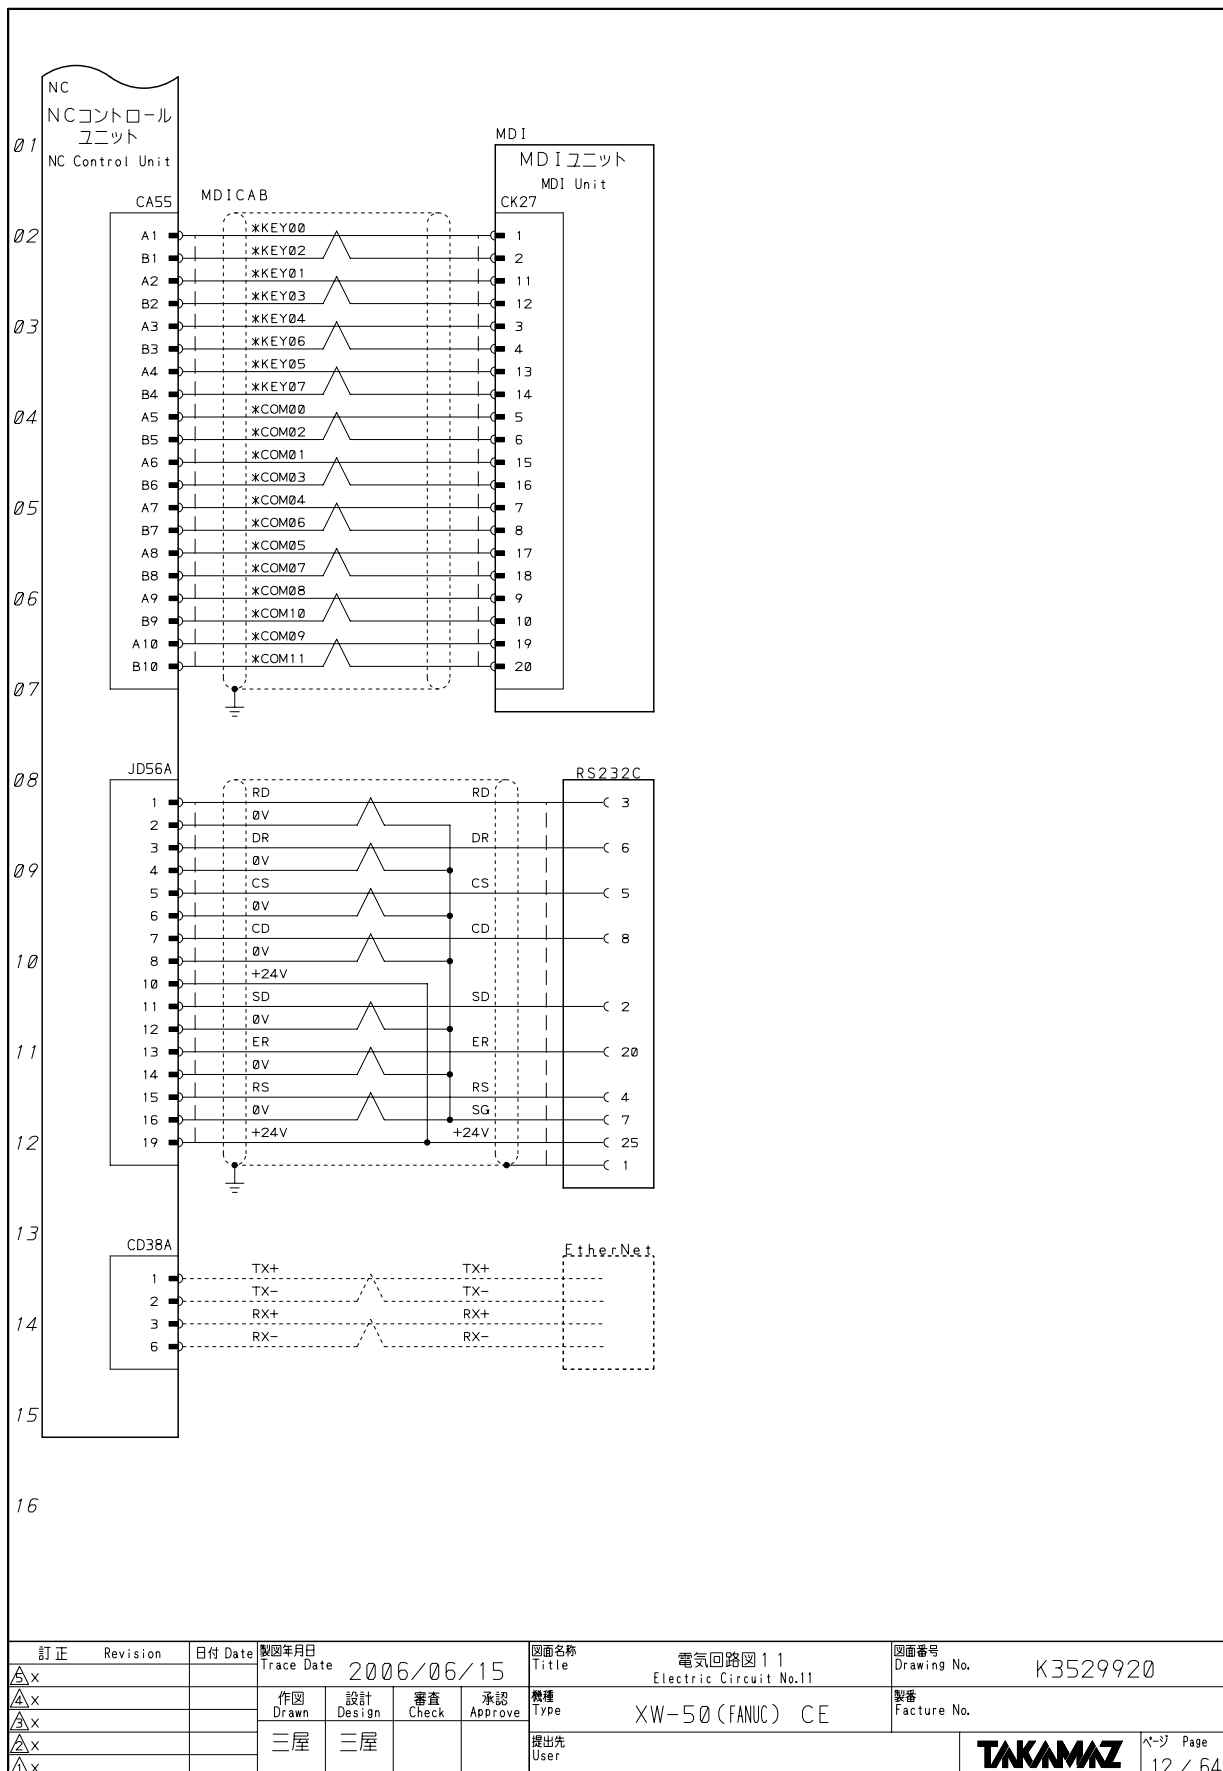 NC
NCコントロール
ユニット
NC Control Unit
01
MDI
MDIユニット
MDI Unit
CA55
MDICAB
CK27
02
A1 *KEY00 1
B1 *KEY02 2
A2 *KEY01 11
B2 *KEY03 12
03
A3 *KEY04 3
B3 *KEY06 4
A4 *KEY05 13
B4 *KEY07 14
04
A5 *COM00 5
B5 *COM02 6
A6 *COM01 15
B6 *COM03 16
05
A7 *COM04 7
B7 *COM06 8
A8 *COM05 17
B8 *COM07 18
06
A9 *COM08 9
B9 *COM10 10
A10 *COM09 19
B10 *COM11 20
07
JD56A
RS232C
08
1 RD RD 3
2 0V
3 DR DR 6
09
4 0V
5 CS CS 5
6 0V
7 CD CD 8
10
8 0V
10 +24V
11 SD SD 2
12 0V
11
13 ER ER 20
14 0V
15 RS RS 4
16 0V SG 7
12
19 +24V +24V 25
1
13
CD38A
EtherNet
1 TX+ TX+
2 TX- TX-
14
3 RX+ RX+
6 RX- RX-
15
16
訂正 Revision
日付 Date
製図年月日
Trace Date
2006/06/15
図面名称
Title
電気回路図11
Electric Circuit No.11
図面番号
Drawing No.
K3529920
5 x
4 x
3 x
2 x
1 x
作図
Drawn
設計
Design
審査
Check
承認
Approve
三屋
三屋
機種
Type
XW-50(FANUC) CE
製番
Facture No.
提出先
User
TAKAMAZ
ページ Page
12 / 64